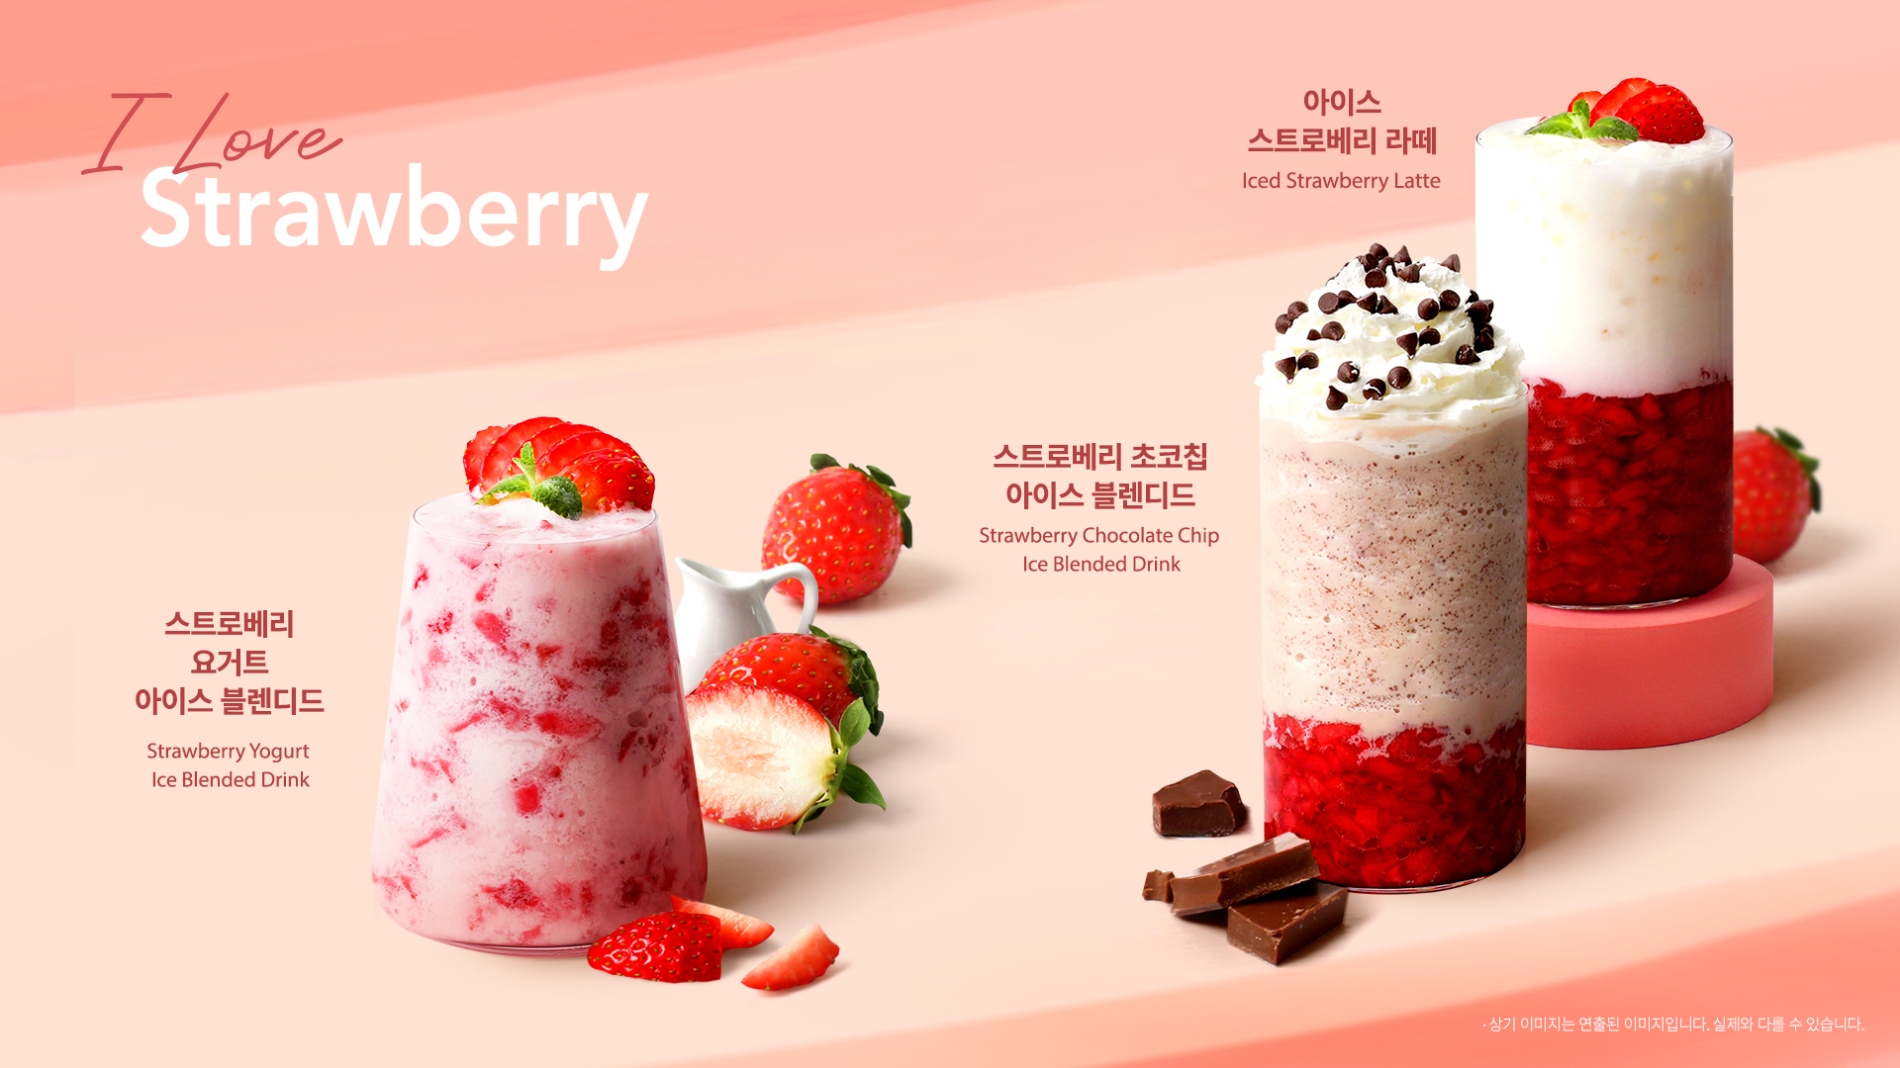 I Love
Strawberry
아이스
스트로베리 라떼
Iced Strawberry Latte
스트로베리 초코칩
아이스 블렌디드
Strawberry Chocolate Chip
Ice Blended Drink
스트로베리
요거트
아이스 블렌디드
Strawberry Yogurt
Ice Blended Drink
· 상기 이미지는 연출된 이미지입니다. 실제와 다를 수 있습니다.